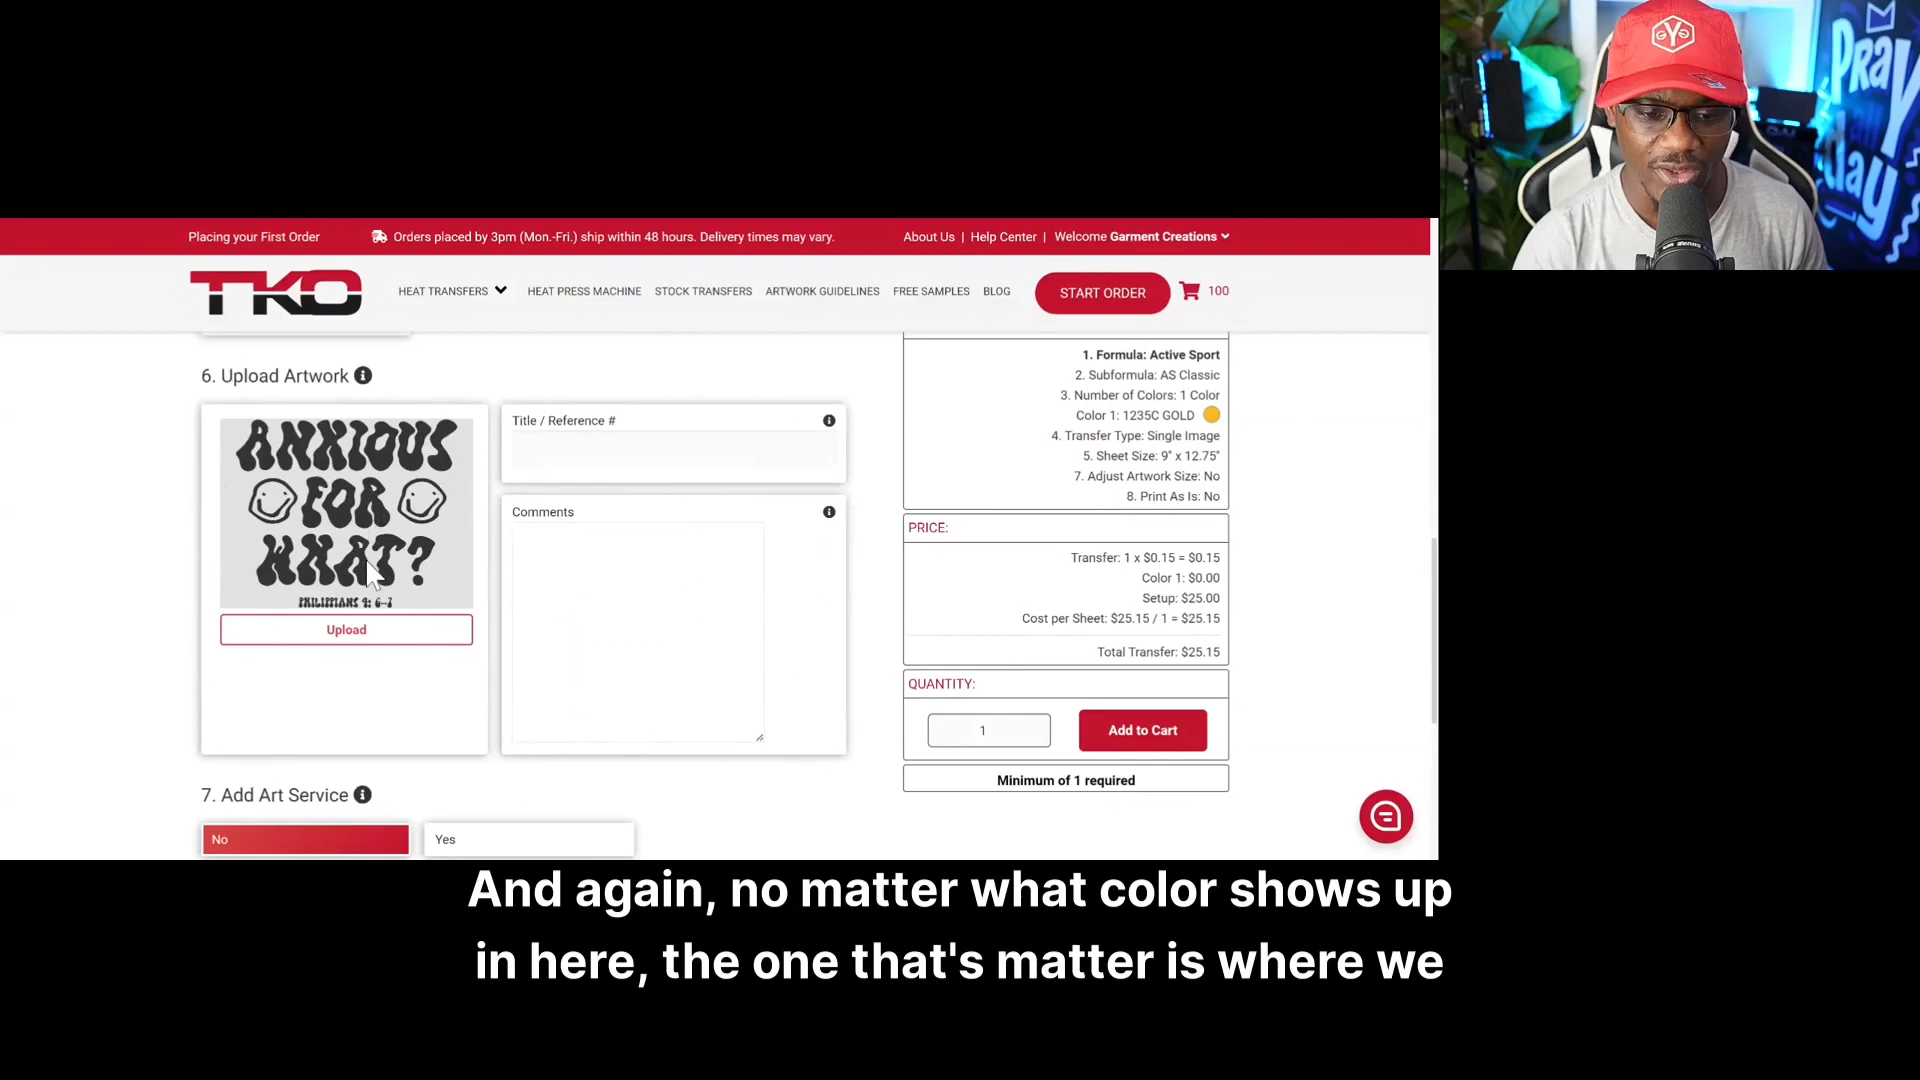 Pray
all
day
Placing your First Order
Orders placed by 3pm (Mon.-Fri.) ship within 48 hours. Delivery times may vary.
About Us | Help Center | Welcome Garment Creations
TKO
HEAT TRANSFERS
HEAT PRESS MACHINE
STOCK TRANSFERS
ARTWORK GUIDELINES
FREE SAMPLES
BLOG
START ORDER
100
6. Upload Artwork
ANXIOUS
FOR
WHAT?
PHILIPPIANS 4: 6-7
Upload
Title / Reference #
Comments
7. Add Art Service
No
Yes
1. Formula: Active Sport
2. Subformula: AS Classic
3. Number of Colors: 1 Color
Color 1: 1235C GOLD
4. Transfer Type: Single Image
5. Sheet Size: 9" x 12.75"
7. Adjust Artwork Size: No
8. Print As Is: No
PRICE:
Transfer: 1 x $0.15 = $0.15
Color 1: $0.00
Setup: $25.00
Cost per Sheet: $25.15 / 1 = $25.15
Total Transfer: $25.15
QUANTITY:
1
Add to Cart
Minimum of 1 required
And again, no matter what color shows up
in here, the one that's matter is where we